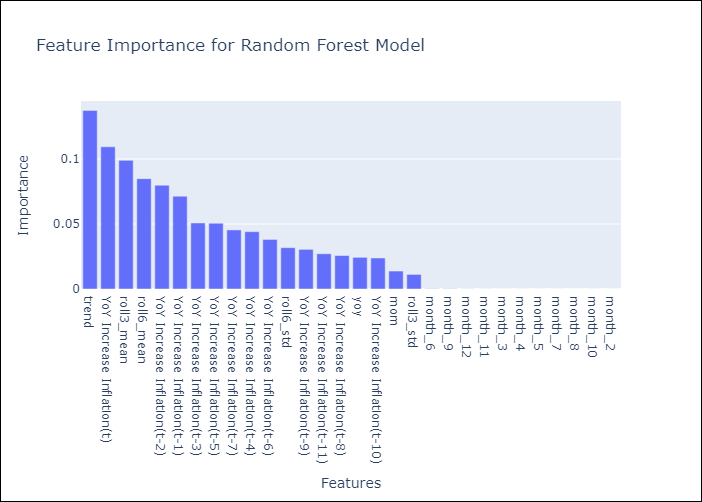 Feature Importance for Random Forest Model
Importance
0.1
0.05
0
trend
YoY Increase Inflation(t)
roll3_mean
roll6_mean
YoY Increase Inflation(t-2)
YoY Increase Inflation(t-1)
YoY Increase Inflation(t-3)
YoY Increase Inflation(t-5)
YoY Increase Inflation(t-7)
YoY Increase Inflation(t-4)
YoY Increase Inflation(t-6)
roll6_std
YoY Increase Inflation(t-9)
YoY Increase Inflation(t-11)
YoY Increase Inflation(t-8)
yoy
YoY Increase Inflation(t-10)
mom
roll3_std
month_6
month_9
month_12
month_11
month_3
month_4
month_5
month_7
month_8
month_10
month_2
Features